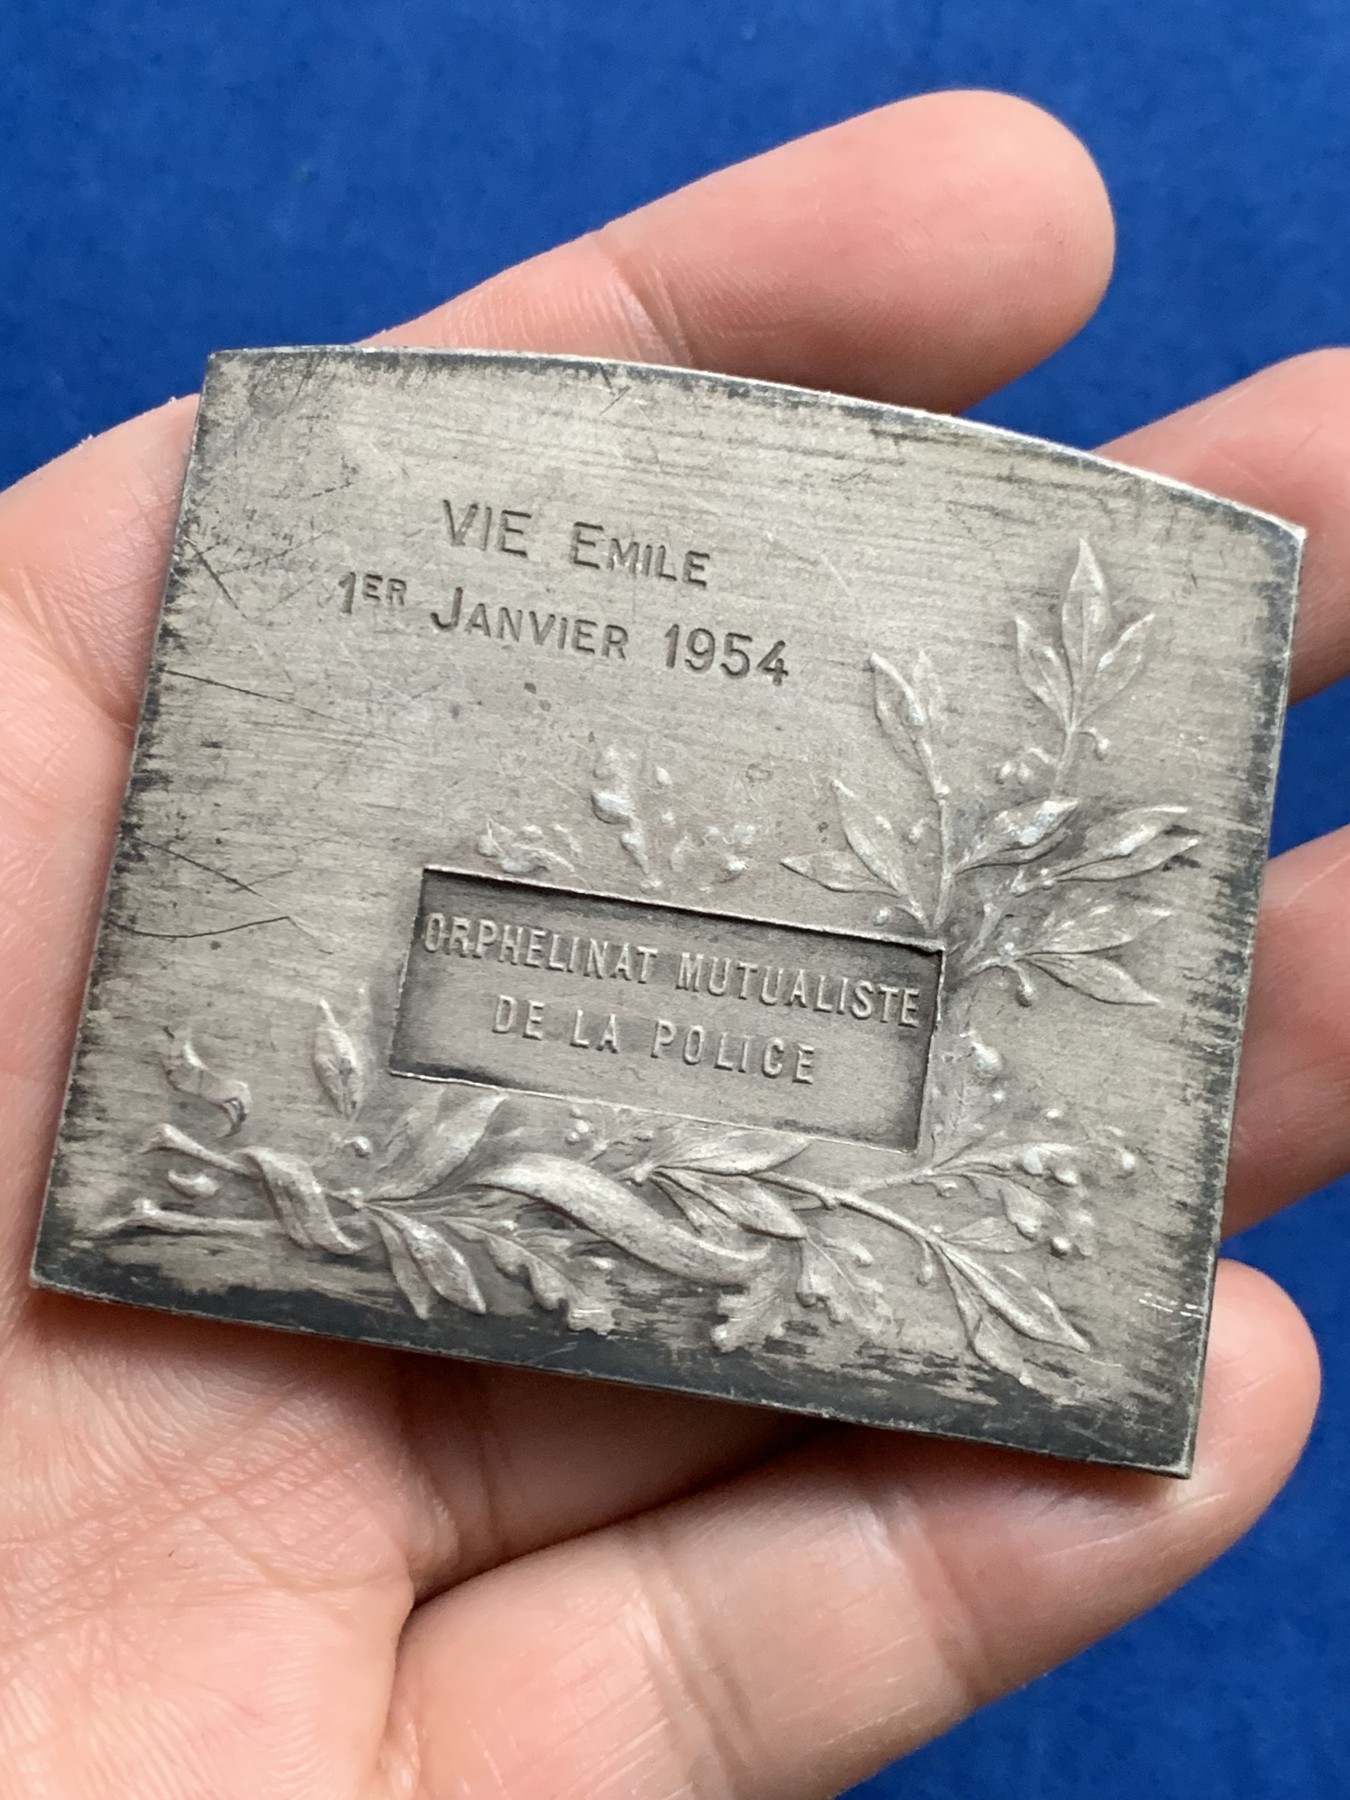 VIE EMILE
1ER JANVIER 1954
ORPHELINAT MUTUALISTE
DE LA POLICE